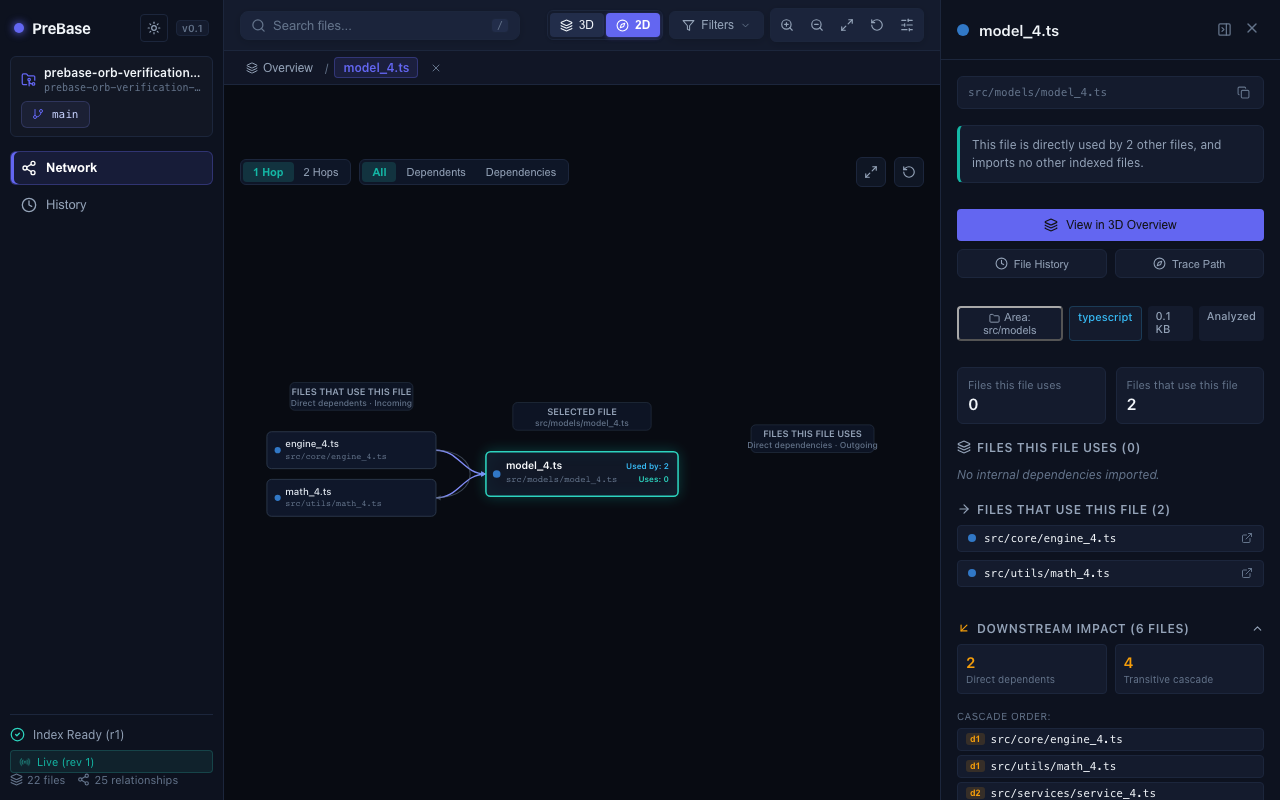 PreBase
v0.1
prebase-orb-verification...
prebase-orb-verification-...
main
Network
History
Index Ready (r1)
Live (rev 1)
22 files
25 relationships
Search files...
/
3D
2D
Filters
Overview / model_4.ts
1 Hop
2 Hops
All
Dependents
Dependencies
FILES THAT USE THIS FILE
Direct dependents · Incoming
engine_4.ts
src/core/engine_4.ts
math_4.ts
src/utils/math_4.ts
SELECTED FILE
src/models/model_4.ts
model_4.ts
Used by: 2
src/models/model_4.ts
Uses: 0
FILES THIS FILE USES
Direct dependencies · Outgoing
model_4.ts
src/models/model_4.ts
This file is directly used by 2 other files, and
imports no other indexed files.
View in 3D Overview
File History
Trace Path
Area:
src/models
typescript
0.1
KB
Analyzed
Files this file uses
0
Files that use this file
2
FILES THIS FILE USES (0)
No internal dependencies imported.
FILES THAT USE THIS FILE (2)
src/core/engine_4.ts
src/utils/math_4.ts
DOWNSTREAM IMPACT (6 FILES)
2
Direct dependents
4
Transitive cascade
CASCADE ORDER:
d1 src/core/engine_4.ts
d1 src/utils/math_4.ts
d2 src/services/service_4.ts